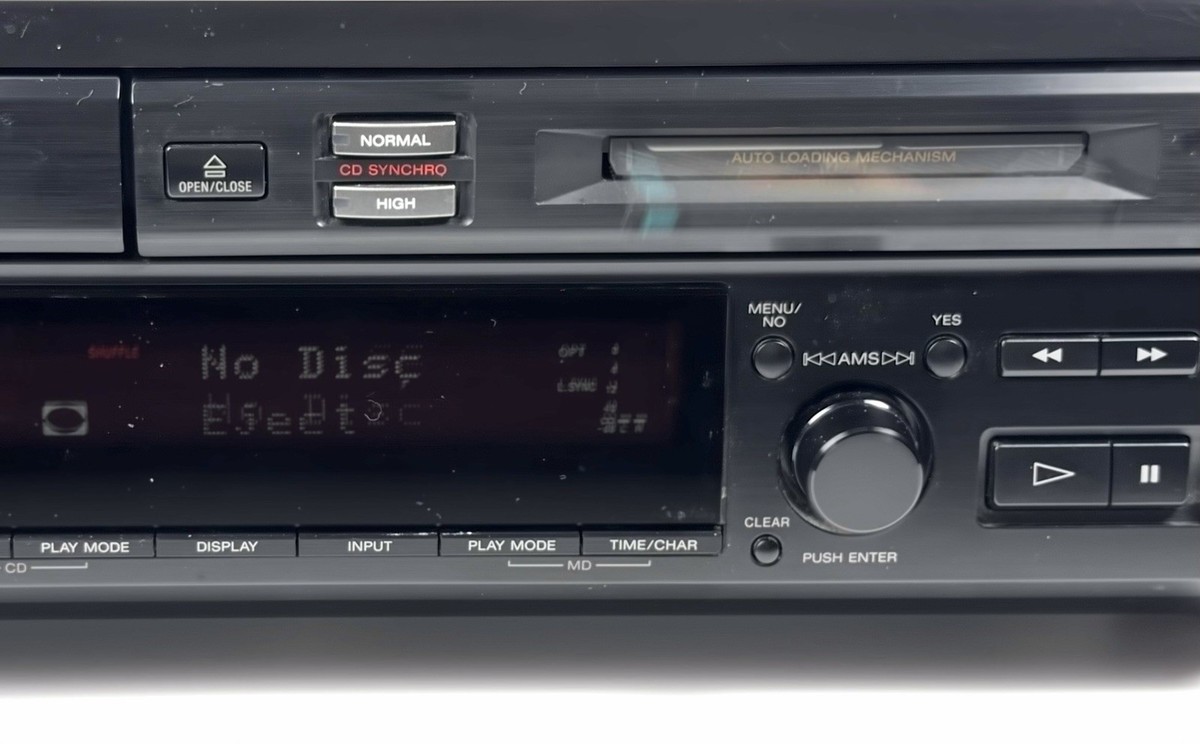 NORMAL
CD SYNCHRO
HIGH
OPEN/CLOSE
AUTO LOADING MECHANISM
SHUFFLE
No Disc
OPT
MENU/
NO
YES
AMS
CLEAR
PUSH ENTER
PLAY MODE
DISPLAY
INPUT
PLAY MODE
TIME/CHAR
CD
MD